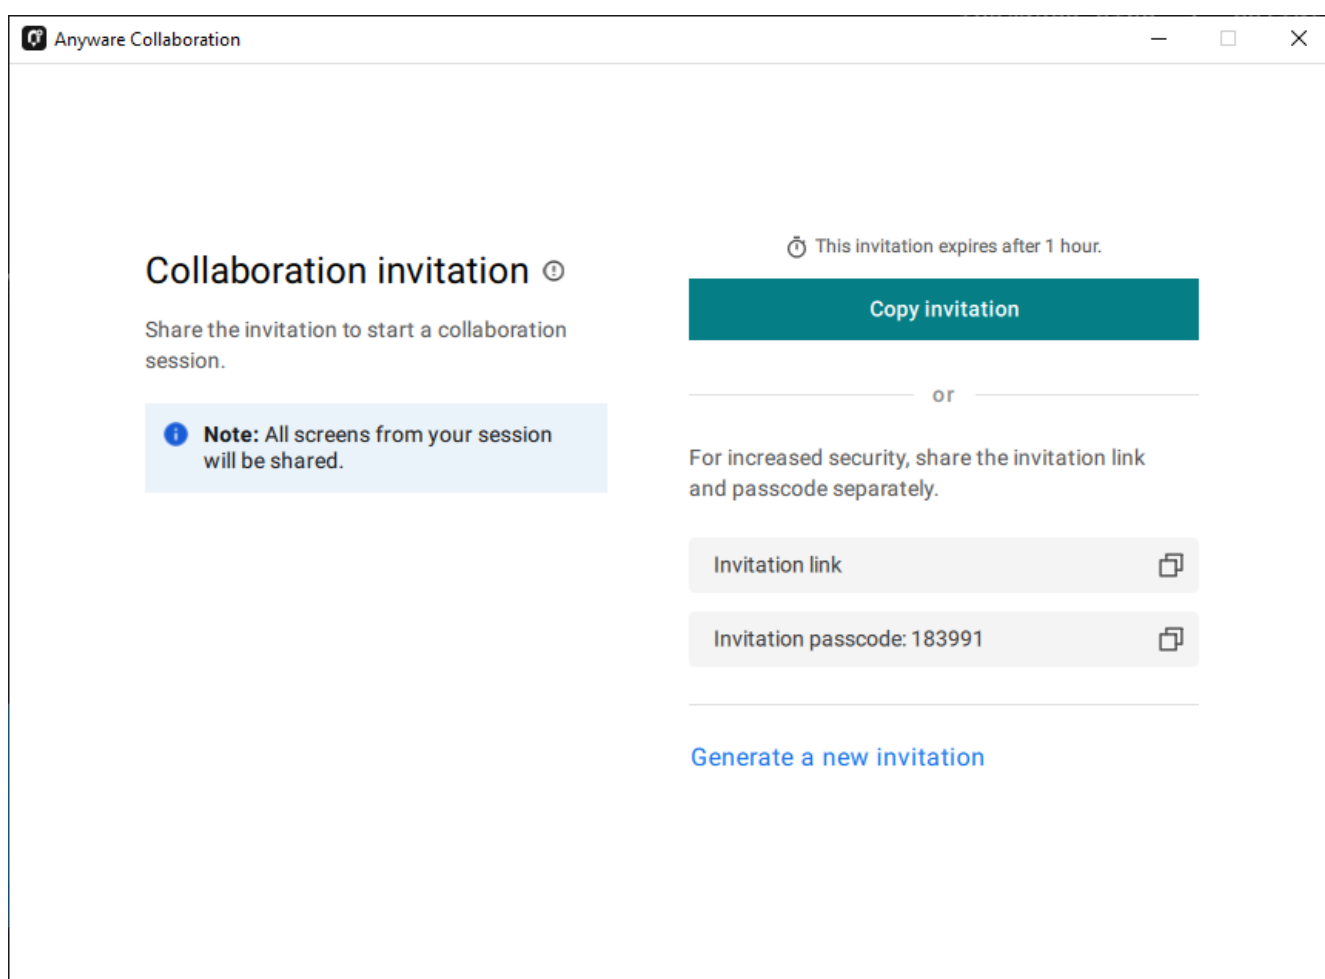 Anyware Collaboration
Collaboration invitation
Share the invitation to start a collaboration
session.
Note: All screens from your session
will be shared.
This invitation expires after 1 hour.
Copy invitation
or
For increased security, share the invitation link
and passcode separately.
Invitation link
Invitation passcode: 183991
Generate a new invitation